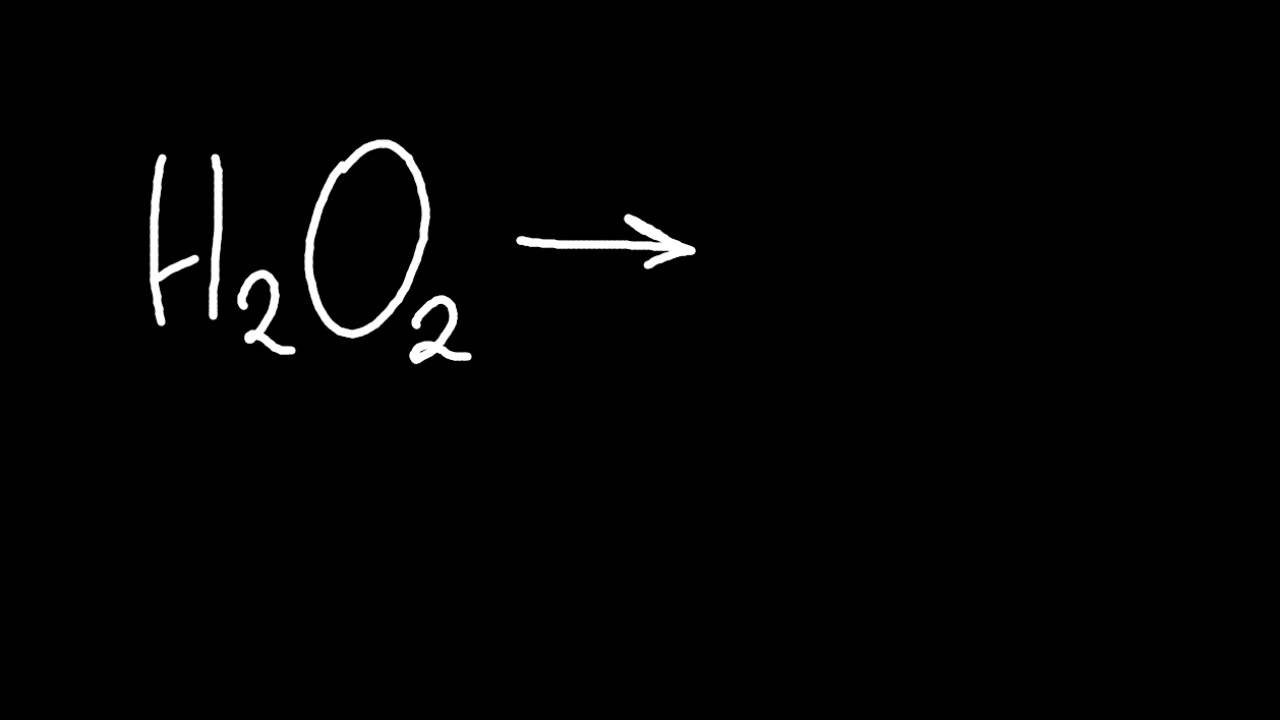 H₂O₂ →